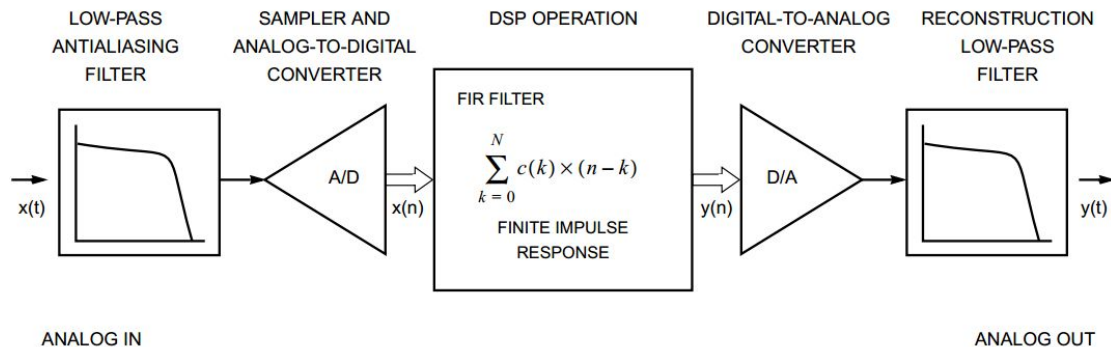 LOW-PASS
ANTIALIASING
FILTER
SAMPLER AND
ANALOG-TO-DIGITAL
CONVERTER
DSP OPERATION
DIGITAL-TO-ANALOG
CONVERTER
RECONSTRUCTION
LOW-PASS
FILTER
x(t)
A/D
x(n)
FIR FILTER
N
∑ c(k) × (n – k)
k = 0
FINITE IMPULSE
RESPONSE
y(n)
D/A
y(t)
ANALOG IN
ANALOG OUT